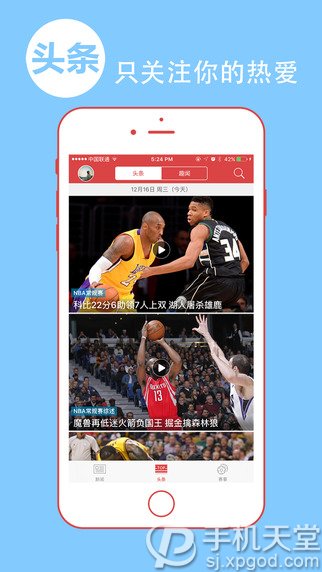 头条
只关注你的热爱
中国联通
5:24 PM
42%
头条
趣闻
12月16日 周三（今天）
34
NBA常规赛
科比22分6助领7人上双 湖人屠杀雄鹿
ROCKETS
13
NBA常规赛综述
魔兽再低迷火箭负国王 掘金擒森林狼
新闻
TOP
头条
赛事
手机天堂
sj.xpgod.com